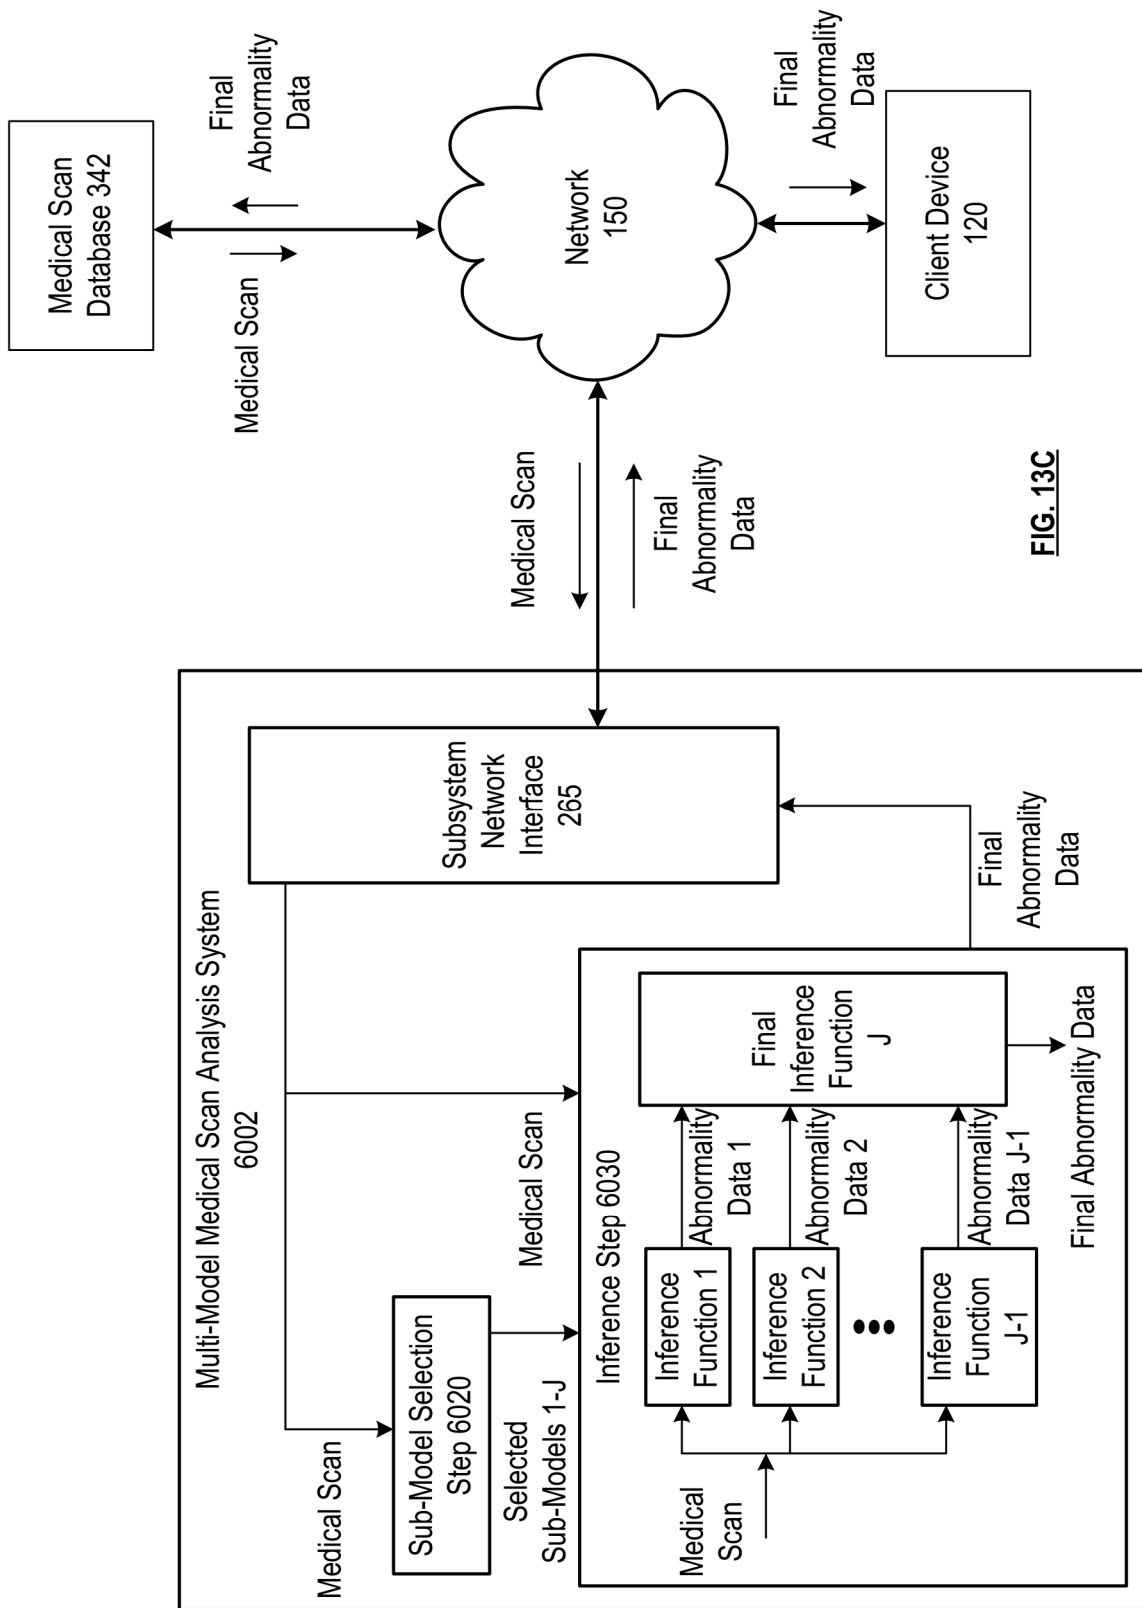 Multi-Model Medical Scan Analysis System
6002
Medical Scan
Sub-Model Selection
Step 6020
Selected
Sub-Models 1-J
Medical Scan
Subsystem
Network
Interface
265
Inference Step 6030
Medical
Scan
Inference
Function 1
Inference
Function 2
Inference
Function
J-1
Abnormality
Data 1
Abnormality
Data 2
Abnormality
Data J-1
Final
Inference
Function
J
Final Abnormality Data
Final
Abnormality
Data
Medical Scan
Final
Abnormality
Data
Medical Scan
Database 342
Medical Scan
Final
Abnormality
Data
Network
150
Final
Abnormality
Data
Client Device
120
FIG. 13C